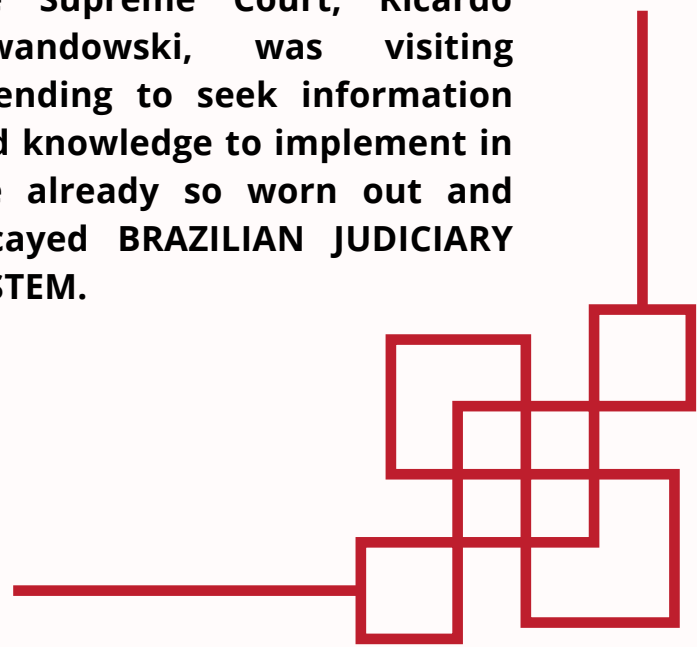 Supreme Court, Ricardo
wandowski, was visiting
ending to seek information
d knowledge to implement in
e already so worn out and
cayed BRAZILIAN JUDICIARY
STEM.